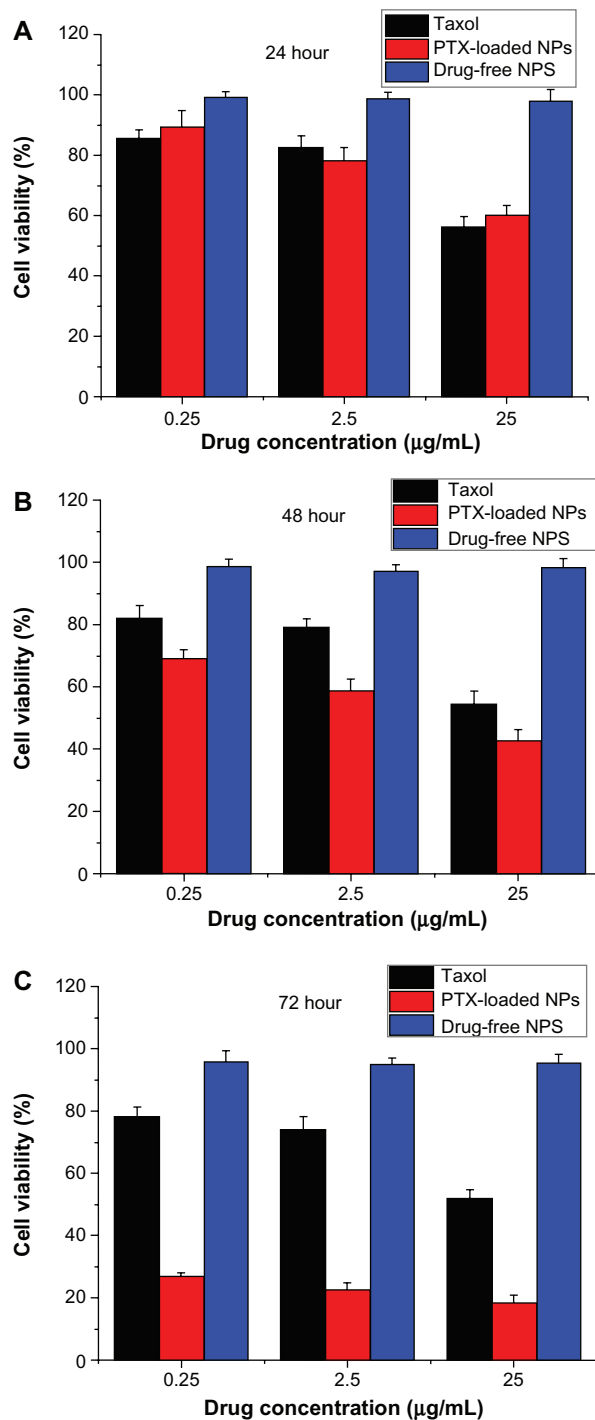 A
24 hour
Taxol
PTX-loaded NPs
Drug-free NPS
Cell viability (%)
120
100
80
60
40
20
0
0.25 2.5 25
Drug concentration (μg/mL)
B
48 hour
Taxol
PTX-loaded NPs
Drug-free NPS
Cell viability (%)
120
100
80
60
40
20
0
0.25 2.5 25
Drug concentration (μg/mL)
C
72 hour
Taxol
PTX-loaded NPs
Drug-free NPS
Cell viability (%)
120
100
80
60
40
20
0
0.25 2.5 25
Drug concentration (μg/mL)